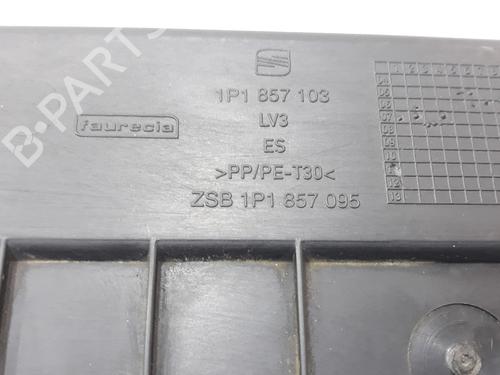 1P1 857 103
faurecia
LV3
ES
>PP/PE-T30<
ZSB 1P1 857 095
B-PARTS